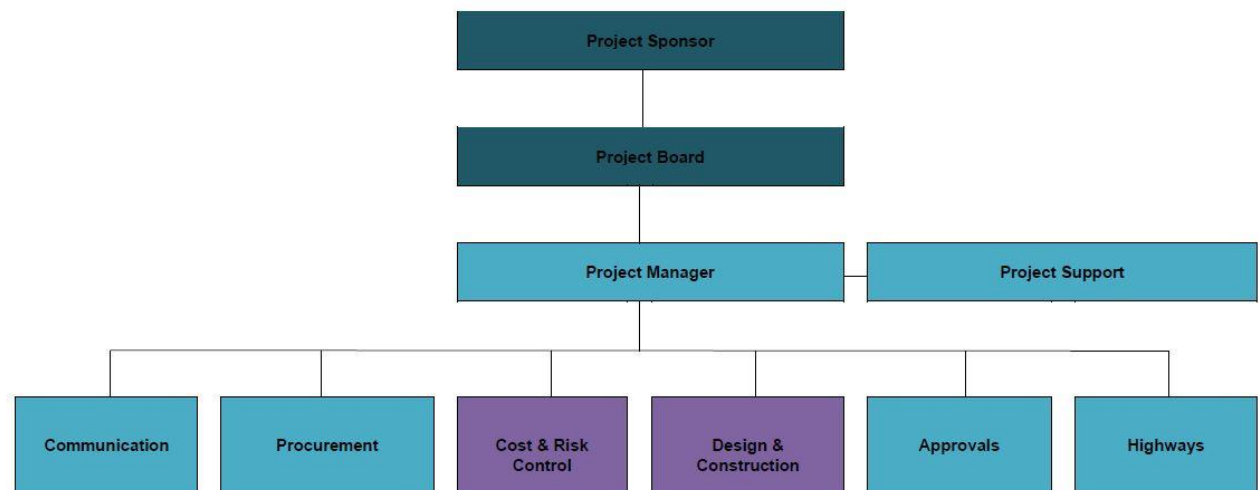 Project Sponsor
Project Board
Project Manager
Project Support
Communication
Procurement
Cost & Risk
Control
Design &
Construction
Approvals
Highways